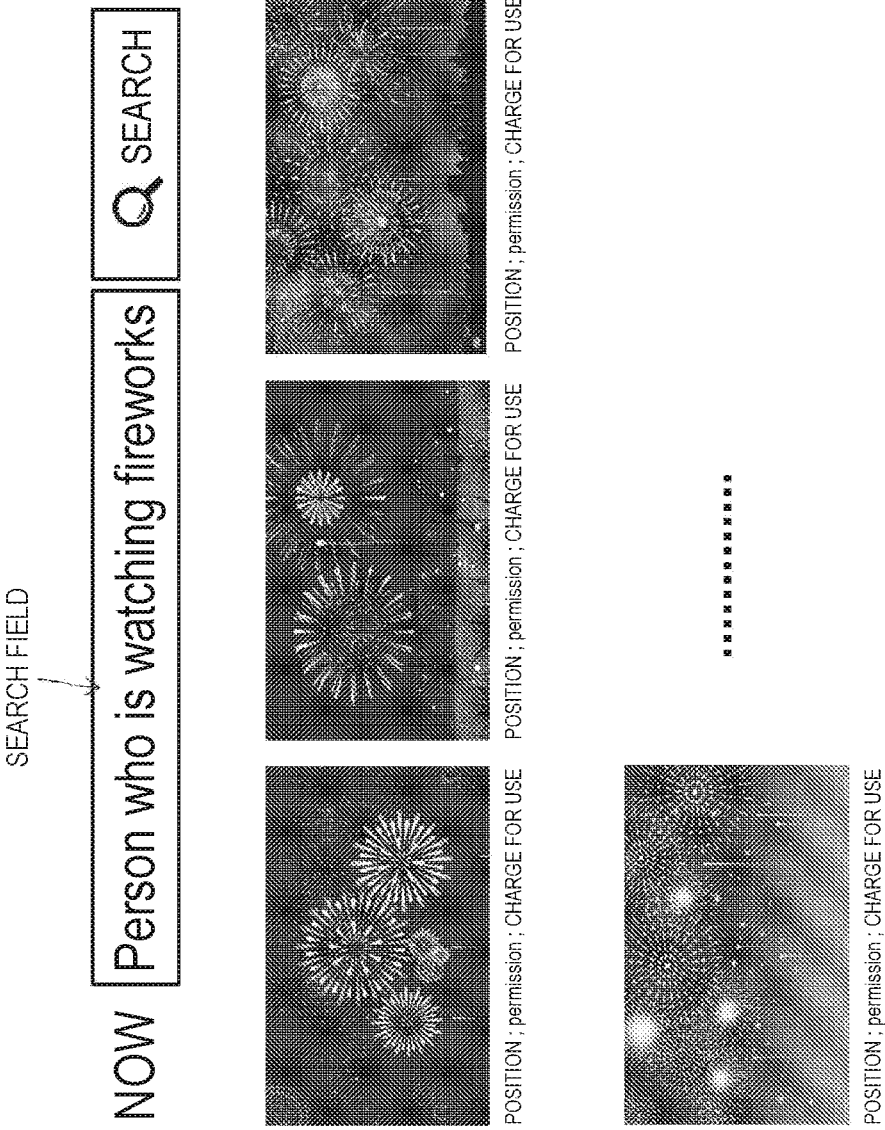 SEARCH FIELD
NOW Person who is watching fireworks SEARCH
POSITION ; permission ; CHARGE FOR USE
POSITION ; permission ; CHARGE FOR USE
POSITION ; permission ; CHARGE FOR USE
POSITION ; permission ; CHARGE FOR USE